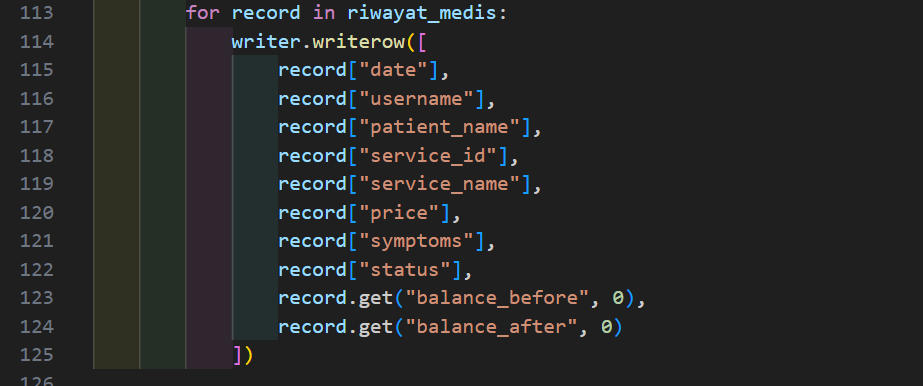 113 for record in riwayat_medis:
114 writer.writerow([
115 record["date"],
116 record["username"],
117 record["patient_name"],
118 record["service_id"],
119 record["service_name"],
120 record["price"],
121 record["symptoms"],
122 record["status"],
123 record.get("balance_before", 0),
124 record.get("balance_after", 0)
125 ])
126